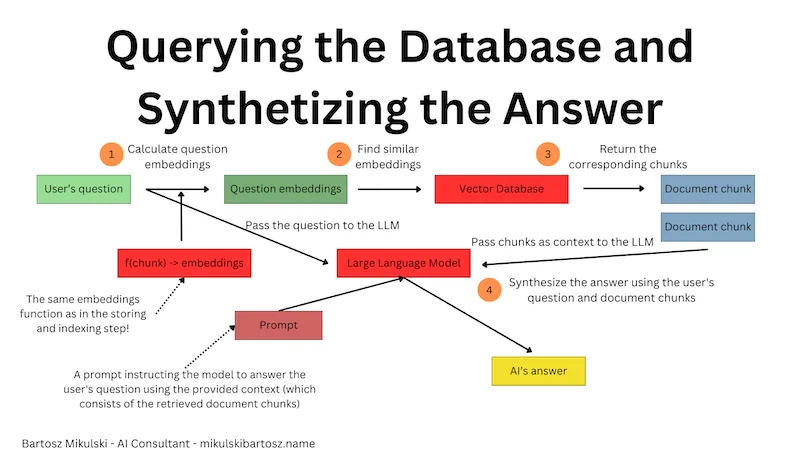 Querying the Database and
Synthetizing the Answer
1
Calculate question
embeddings
2
Find similar
embeddings
3
Return the
corresponding chunks
User's question
Question embeddings
Vector Database
Document chunk
Document chunk
Pass the question to the LLM
Pass chunks as context to the LLM
f(chunk) -> embeddings
Large Language Model
4
Synthesize the answer using the user's
question and document chunks
The same embeddings
function as in the storing
and indexing step!
Prompt
A prompt instructing the model to answer the
user's question using the provided context (which
consists of the retrieved document chunks)
AI's answer
Bartosz Mikulski - AI Consultant - mikulskibartosz.name